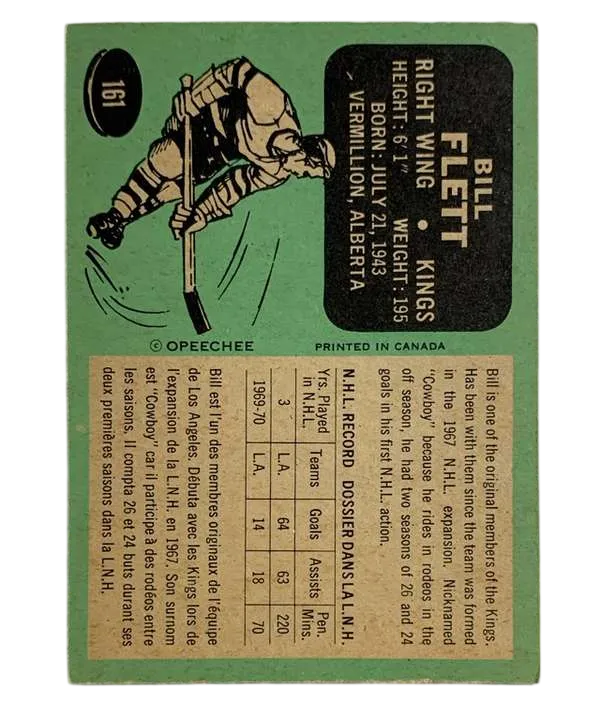 161
BILL
FLETT
RIGHT WING • KINGS
HEIGHT: 6'1" WEIGHT: 195
BORN: JULY 21, 1943
VERMILLION, ALBERTA
© OPEECHEE
PRINTED IN CANADA
Bill is one of the original members of the Kings.
Has been with them since the team was formed
in the 1967 N.H.L. expansion. Nicknamed
"Cowboy" because he rides in rodeos in the
off season, he had two seasons of 26 and 24
goals in his first N.H.L. action.
N.H.L. RECORD DOSSIER DANS LA L.N.H.
Yrs. Played in N.H.L. Teams Goals Assists Pen. Mins.
3 L.A. 64 63 220
1969-70 L.A. 14 18 70
Bill est l'un des membres originaux de l'équipe
de Los Angeles. Débuta avec les Kings lors de
l'expansion de la L.N.H. en 1967. Son surnom
est "Cowboy" car il participe à des rodéos entre
les saisons. Il compta 26 et 24 buts durant ses
deux premières saisons dans la L.N.H.